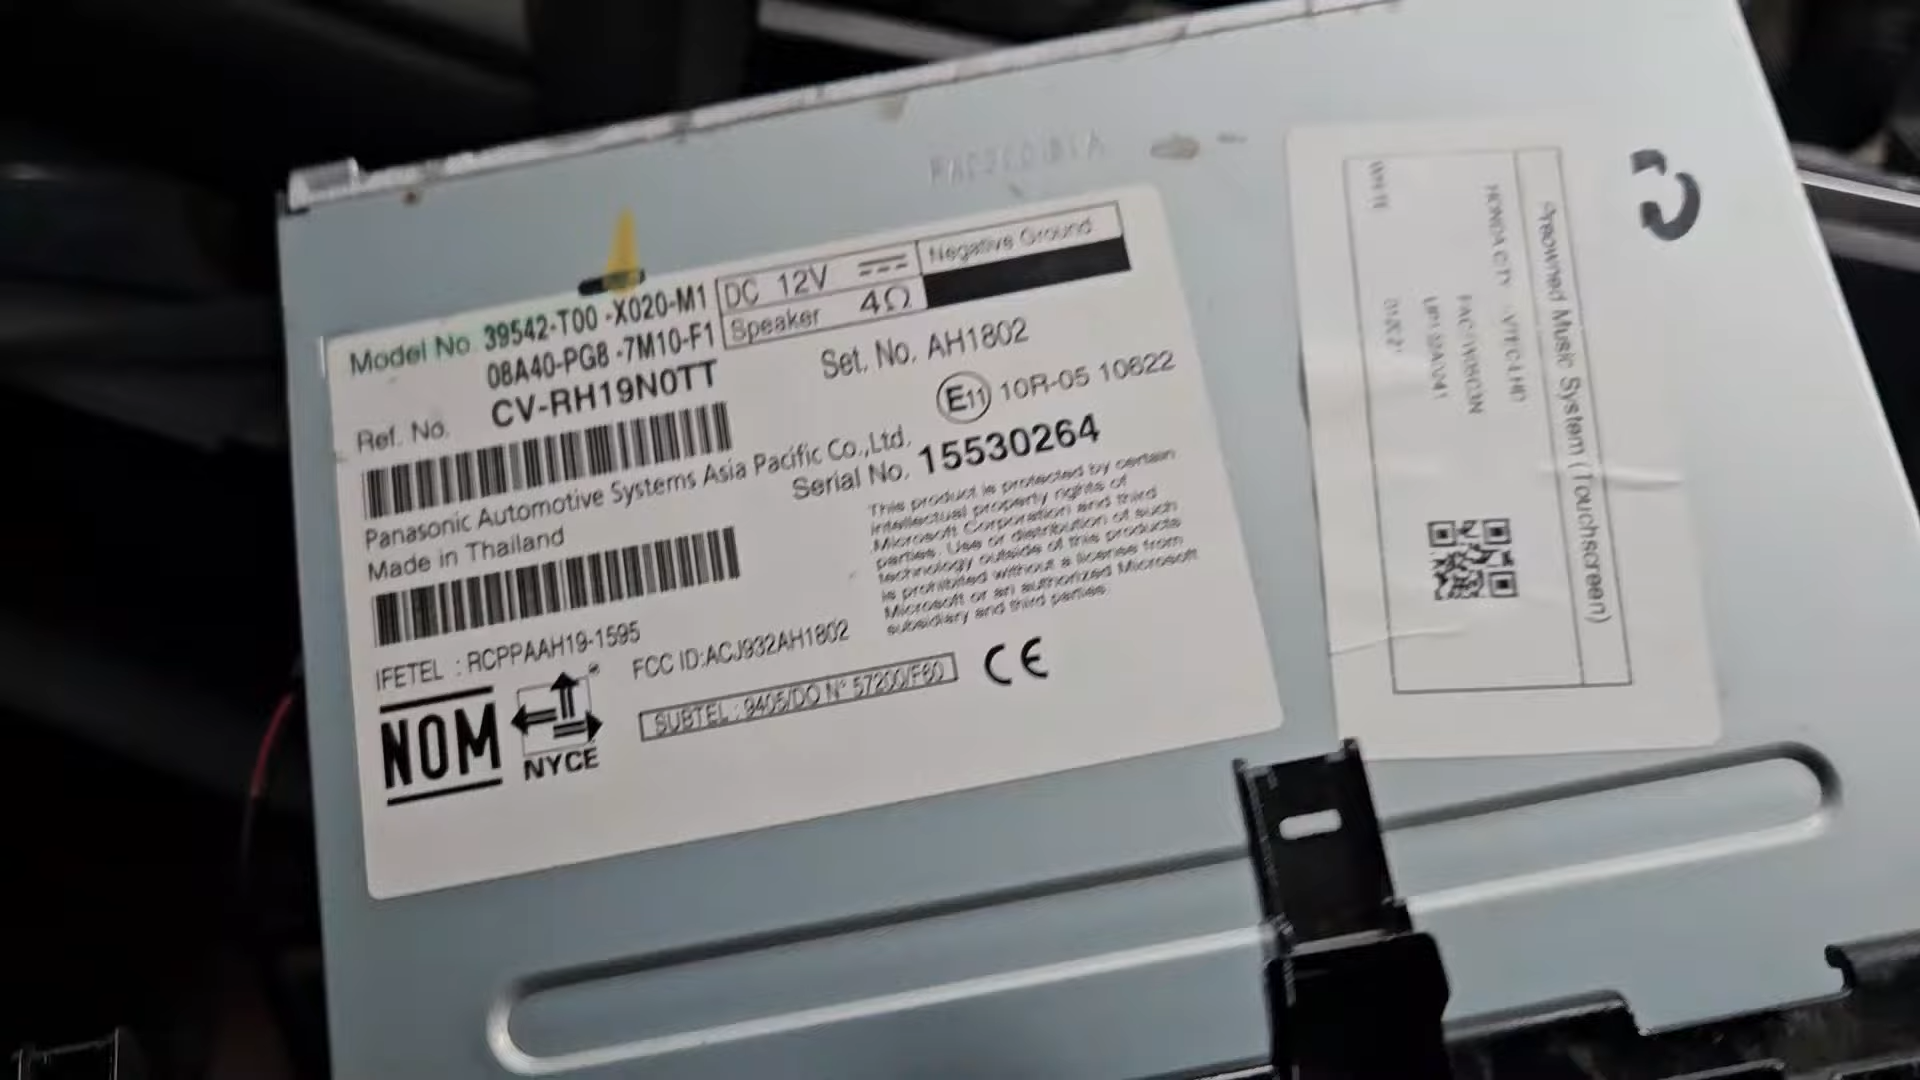 Model No. 39542-T00 -X020-M1
08A40-PG8 -7M10-F1
DC 12V
Negative Ground
Speaker 4Ω
Ref. No. CV-RH19N0TT
Set. No. AH1802
E11 10R-05 10622
Panasonic Automotive Systems Asia Pacific Co.,Ltd.
Made in Thailand
Serial No. 15530264
This product is protected by certain
intellectual property rights of
Microsoft Corporation and third
parties. Use or distribution of such
technology outside of this products
is prohibited without a license from
Microsoft or an authorized Microsoft
subsidiary and third parties.
IFETEL : RCPPAAH19-1595
FCC ID:ACJ932AH1802
SUBTEL : 9405/DO N° 57200/F60
CE
NOM
NYCE
®
Preowned Music System (Touchscreen)
HONDA CITY